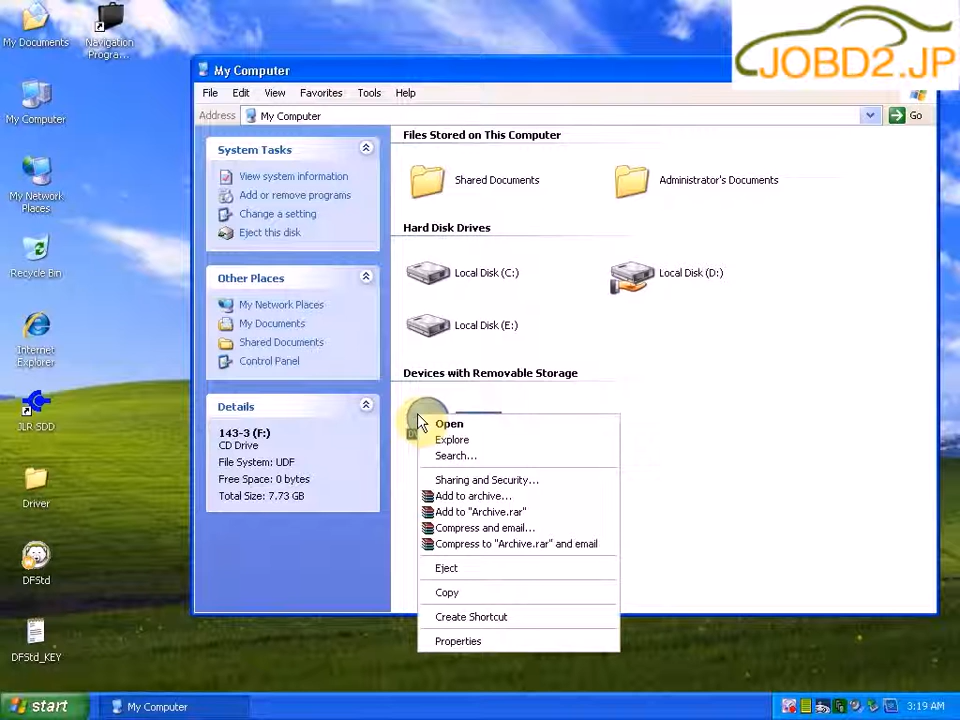 My Documents
Navigation
Progra...
JOBD2.JP
My Computer
File Edit View Favorites Tools Help
Address My Computer Go
My Computer
My Network
Places
Recycle Bin
Internet
Explorer
JLR SDD
Driver
DFStd
DFStd_KEY
System Tasks
View system information
Add or remove programs
Change a setting
Eject this disk
Other Places
My Network Places
My Documents
Shared Documents
Control Panel
Details
143-3 (F:)
CD Drive
File System: UDF
Free Space: 0 bytes
Total Size: 7.73 GB
Files Stored on This Computer
Shared Documents
Administrator's Documents
Hard Disk Drives
Local Disk (C:)
Local Disk (D:)
Local Disk (E:)
Devices with Removable Storage
Open
Explore
Search...
Sharing and Security...
Add to archive...
Add to "Archive.rar"
Compress and email...
Compress to "Archive.rar" and email
Eject
Copy
Create Shortcut
Properties
start
My Computer
3:19 AM